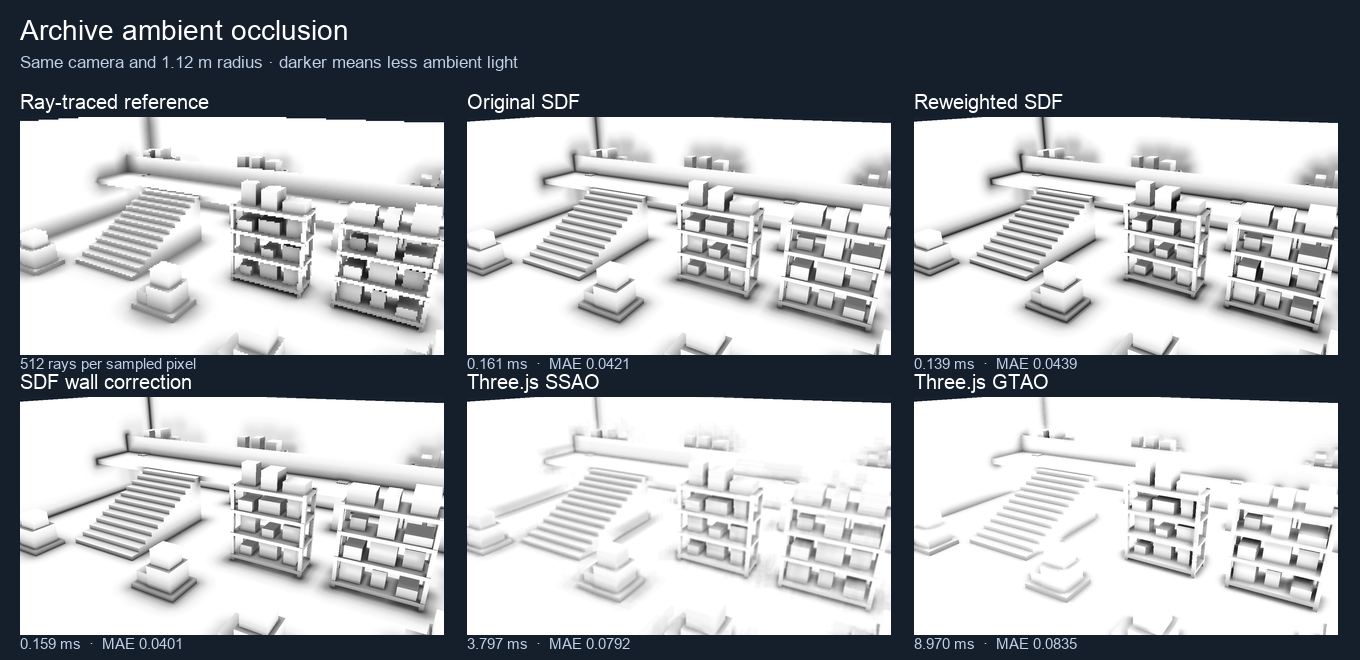 Archive ambient occlusion
Same camera and 1.12 m radius · darker means less ambient light
Ray-traced reference
Original SDF
Reweighted SDF
512 rays per sampled pixel
0.161 ms · MAE 0.0421
0.139 ms · MAE 0.0439
SDF wall correction
Three.js SSAO
Three.js GTAO
0.159 ms · MAE 0.0401
3.797 ms · MAE 0.0792
8.970 ms · MAE 0.0835